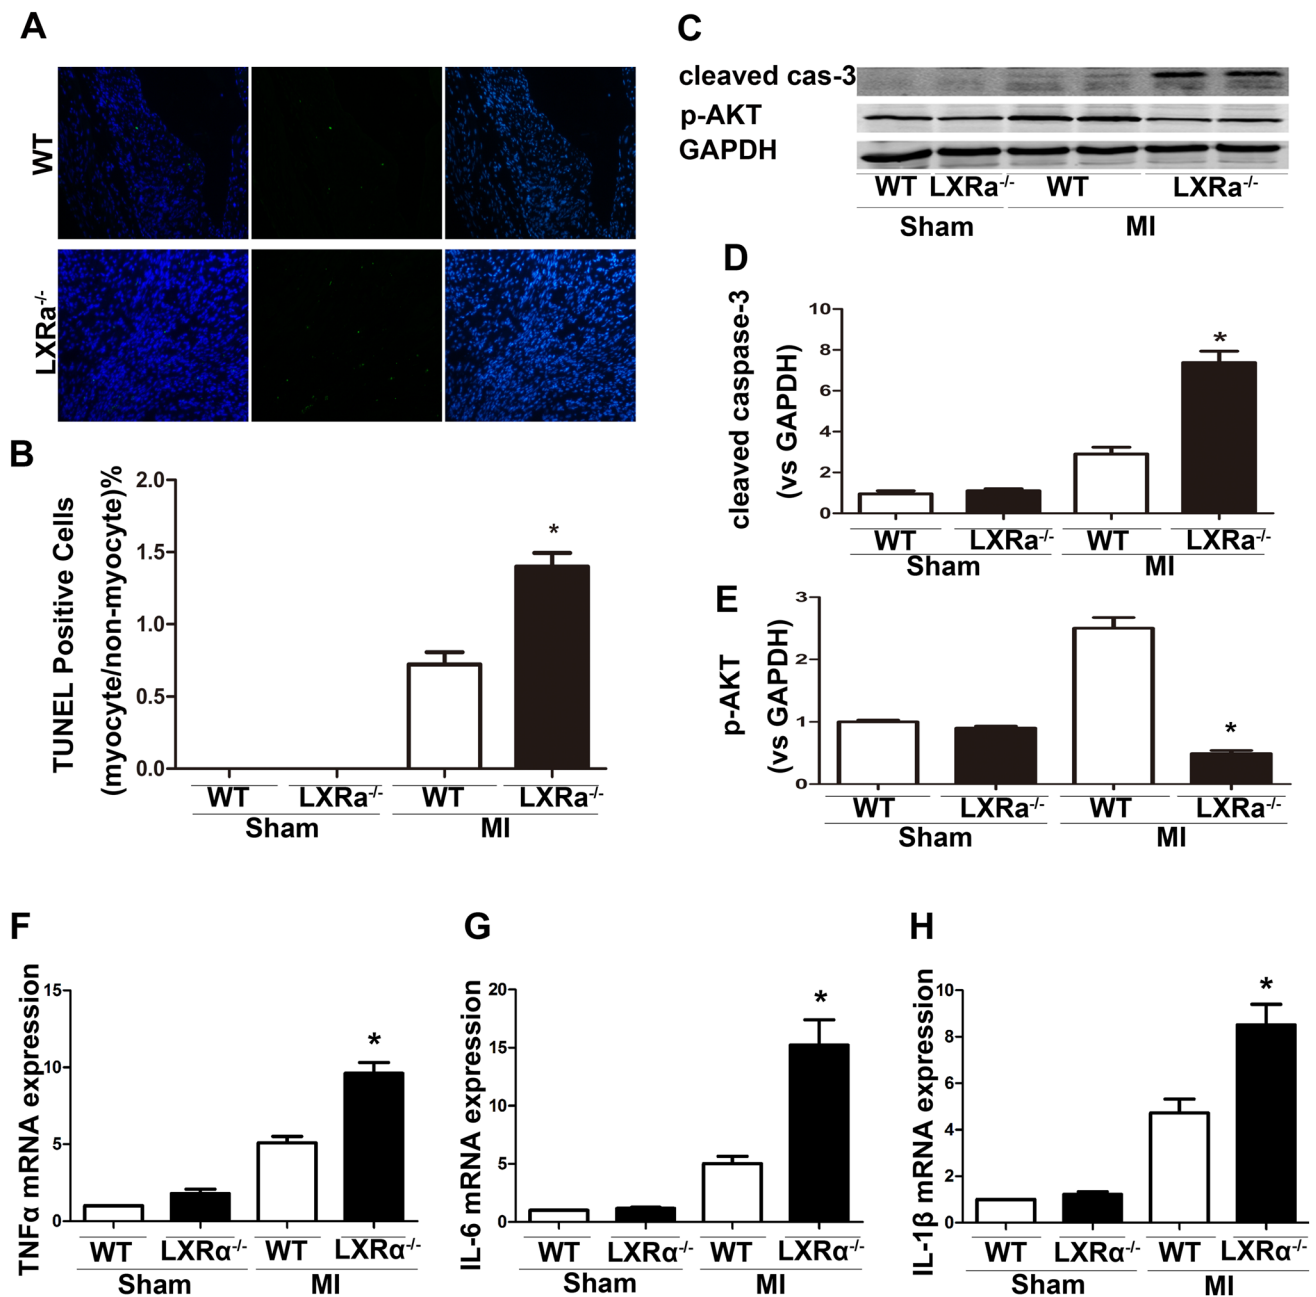 A
WT
LXRa-/-
B
TUNEL Positive Cells
(myocyte/non-myocyte)%
2.0
1.5
1.0
0.5
0.0
*
WT LXRa-/- WT LXRa-/-
Sham MI
C
cleaved cas-3
p-AKT
GAPDH
WT LXRa-/- WT LXRa-/-
Sham MI
D
cleaved caspase-3
(vs GAPDH)
10
8
6
4
2
0
*
WT LXRa-/- WT LXRa-/-
Sham MI
E
p-AKT
(vs GAPDH)
3
2
1
0
*
WT LXRa-/- WT LXRa-/-
Sham MI
F
TNFα mRNA expression
15
10
5
0
*
WT LXRα-/- WT LXRα-/-
Sham MI
G
IL-6 mRNA expression
20
15
10
5
0
*
WT LXRα-/- WT LXRα-/-
Sham MI
H
IL-1β mRNA expression
10
8
6
4
2
0
*
WT LXRα-/- WT LXRα-/-
Sham MI